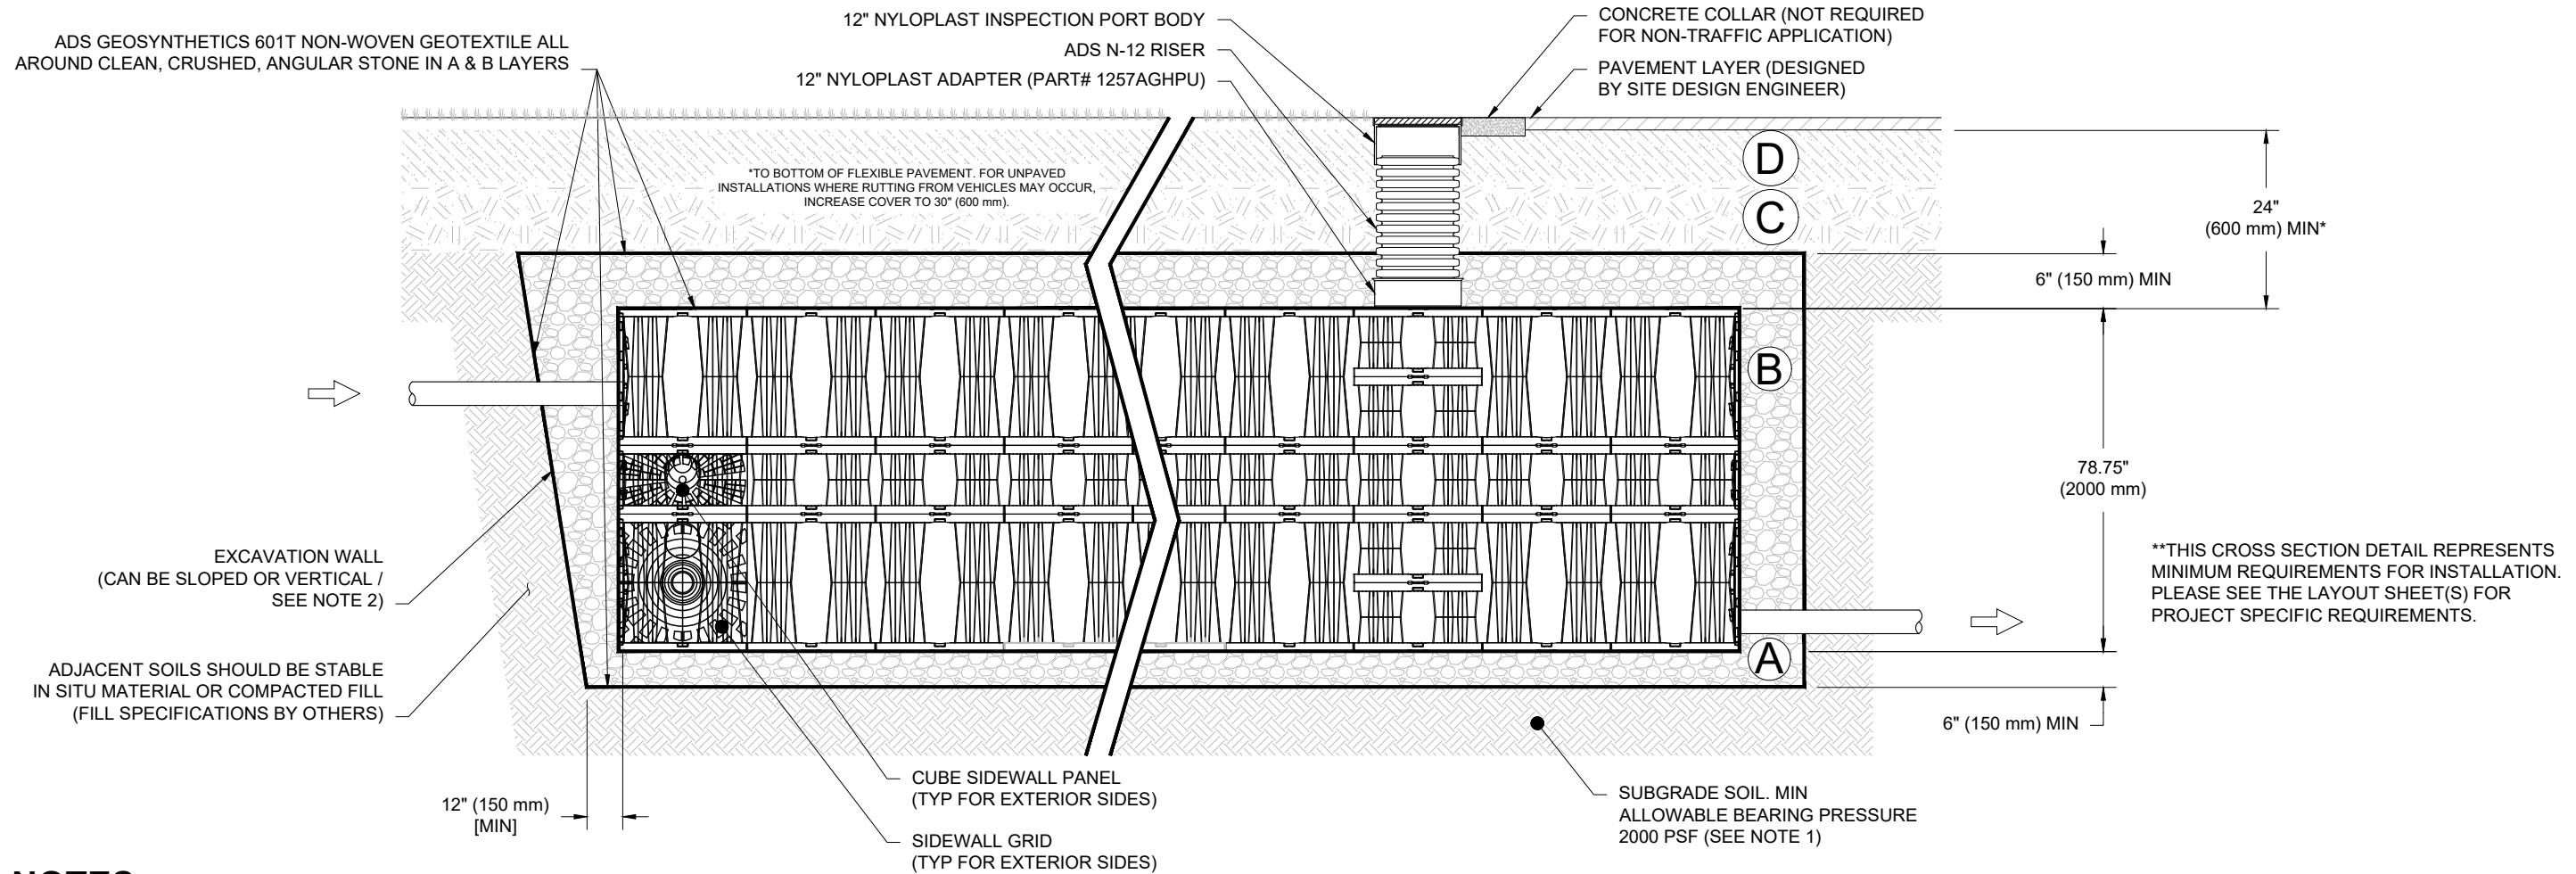 12" NYLOPLAST INSPECTION PORT BODY
ADS N-12 RISER
12" NYLOPLAST ADAPTER (PART# 1257AGHPU)
CONCRETE COLLAR (NOT REQUIRED
FOR NON-TRAFFIC APPLICATION)
PAVEMENT LAYER (DESIGNED
BY SITE DESIGN ENGINEER)
ADS GEOSYNTHETICS 601T NON-WOVEN GEOTEXTILE ALL
AROUND CLEAN, CRUSHED, ANGULAR STONE IN A & B LAYERS
*TO BOTTOM OF FLEXIBLE PAVEMENT. FOR UNPAVED
INSTALLATIONS WHERE RUTTING FROM VEHICLES MAY OCCUR,
INCREASE COVER TO 30" (600 mm).
D
C
24"
(600 mm) MIN*
6" (150 mm) MIN
B
78.75"
(2000 mm)
EXCAVATION WALL
(CAN BE SLOPED OR VERTICAL /
SEE NOTE 2)
**THIS CROSS SECTION DETAIL REPRESENTS
MINIMUM REQUIREMENTS FOR INSTALLATION.
PLEASE SEE THE LAYOUT SHEET(S) FOR
PROJECT SPECIFIC REQUIREMENTS.
A
ADJACENT SOILS SHOULD BE STABLE
IN SITU MATERIAL OR COMPACTED FILL
(FILL SPECIFICATIONS BY OTHERS)
6" (150 mm) MIN
12" (150 mm)
[MIN]
CUBE SIDEWALL PANEL
(TYP FOR EXTERIOR SIDES)
SIDEWALL GRID
(TYP FOR EXTERIOR SIDES)
SUBGRADE SOIL. MIN
ALLOWABLE BEARING PRESSURE
2000 PSF (SEE NOTE 1)
NOTES